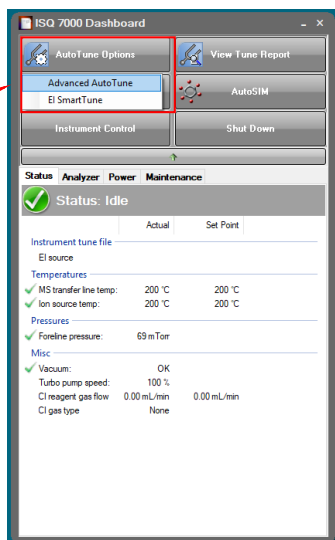 ISQ 7000 Dashboard
AutoTune Options
View Tune Report
Advanced AutoTune
EI SmartTune
AutoSIM
Instrument Control
Shut Down
Status Analyzer Power Maintenance
Status: Idle
Actual Set Point
Instrument tune file
EI source
Temperatures
MS transfer line temp: 200 °C 200 °C
Ion source temp: 200 °C 200 °C
Pressures
Foreline pressure: 69 mTorr
Misc
Vacuum: OK
Turbo pump speed: 100 %
CI reagent gas flow 0.00 mL/min 0.00 mL/min
CI gas type None